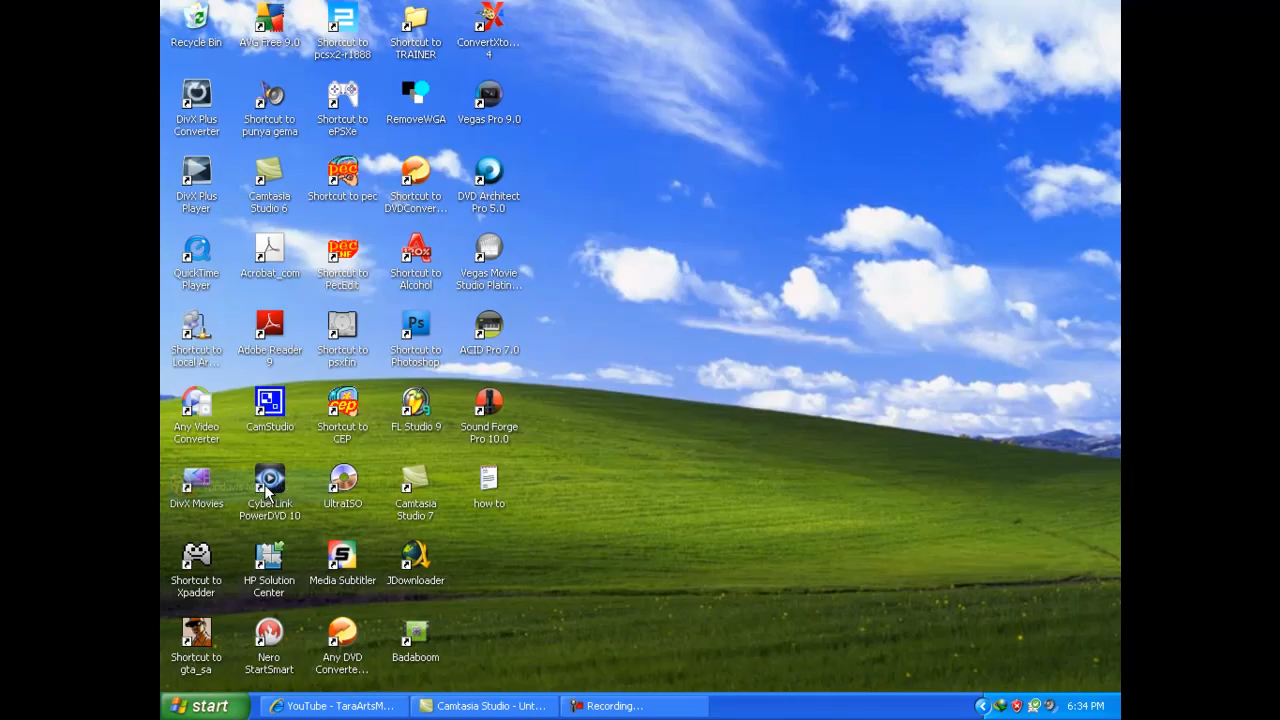 Recycle Bin
AVG Free 9.0
Shortcut to
pcsx2-r1888
Shortcut to
TRAINER
ConvertXto...
4
DivX Plus
Converter
Shortcut to
punya gema
Shortcut to
ePSXe
RemoveWGA
Vegas Pro 9.0
DivX Plus
Player
Camtasia
Studio 6
Shortcut to pec
Shortcut to
DVDConver...
DVD Architect
Pro 5.0
QuickTime
Player
Acrobat_com
Shortcut to
PecEdit
Shortcut to
Alcohol
Vegas Movie
Studio Platin...
Shortcut to
Local Ar...
Adobe Reader
9
Shortcut to
psxfin
Shortcut to
Photoshop
ACID Pro 7.0
Any Video
Converter
CamStudio
Shortcut to
CEP
FL Studio 9
Sound Forge
Pro 10.0
DivX Movies
CyberLink
PowerDVD 10
UltraISO
Camtasia
Studio 7
how to
Shortcut to
Xpadder
HP Solution
Center
Media Subtitler
JDownloader
Shortcut to
gta_sa
Nero
StartSmart
Any DVD
Converte...
Badaboom
start
YouTube - TaraArtsM...
Camtasia Studio - Unt...
Recording...
6:34 PM